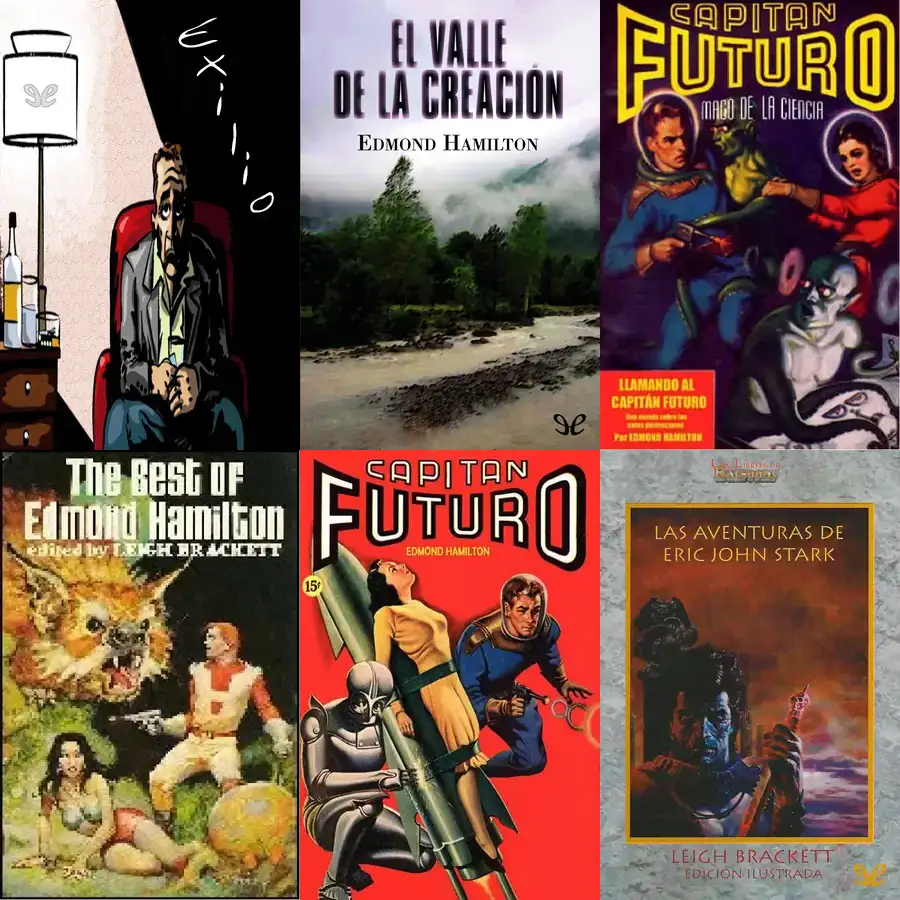 Exilio
EL VALLE
DE LA CREACIÓN
EDMOND HAMILTON
CAPITAN
FUTURO
MAGO DE LA CIENCIA
LLAMANDO AL
CAPITÁN FUTURO
Por EDMOND HAMILTON
The Best of
Edmond Hamilton
edited by LEIGH BRACKETT
CAPITAN
FUTURO
EDMOND HAMILTON
15¢
LAS AVENTURAS DE
ERIC JOHN STARK
LEIGH BRACKETT
EDICIÓN ILUSTRADA